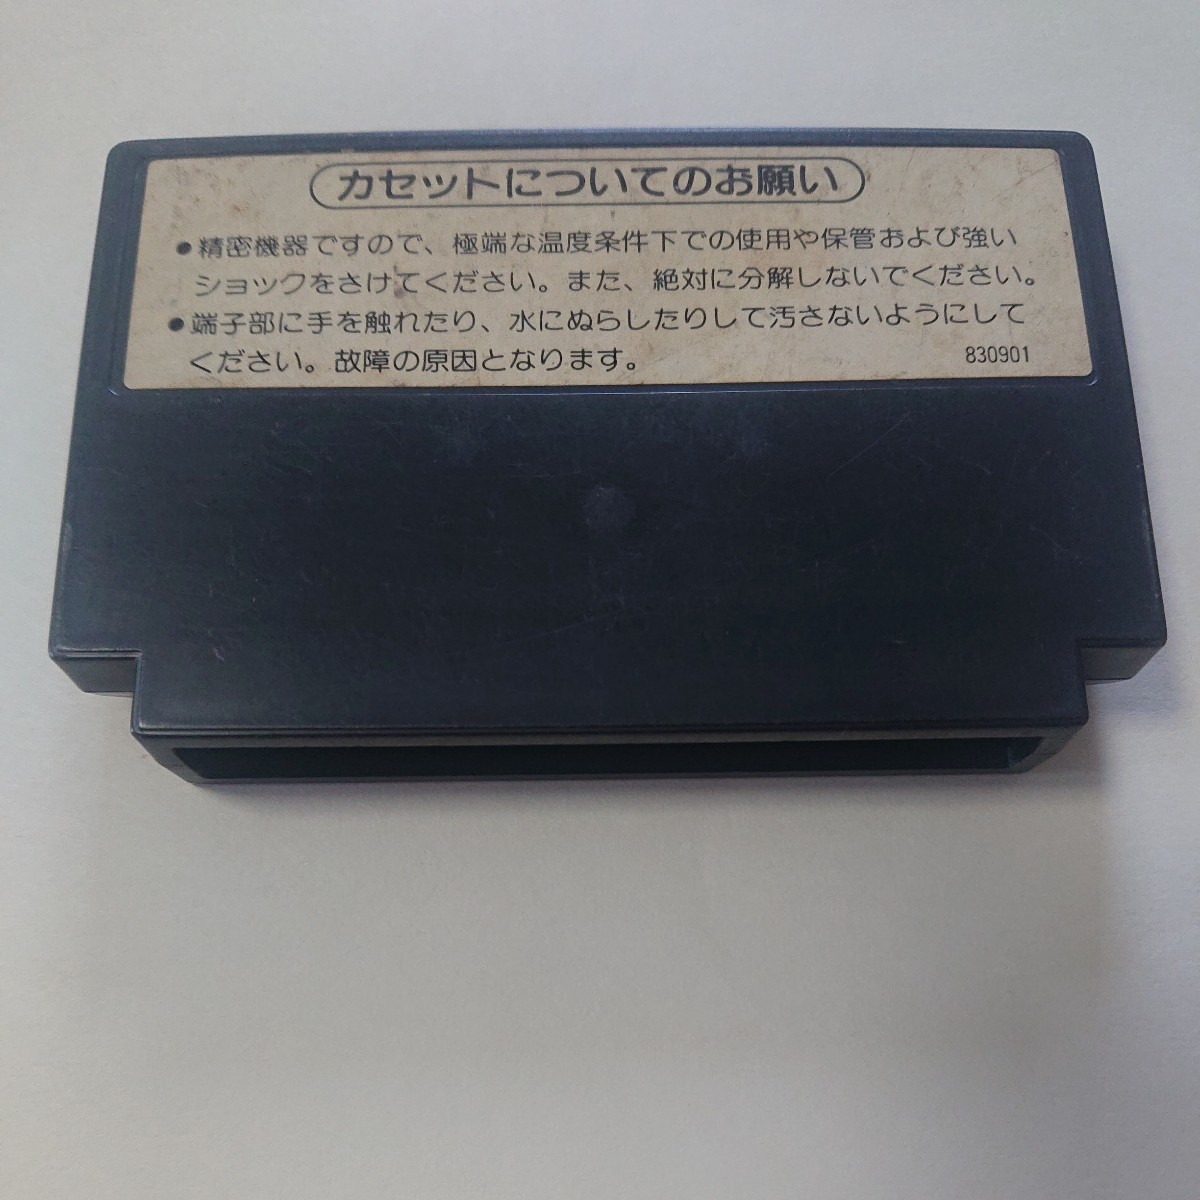 カセットについてのお願い
●精密機器ですので、極端な温度条件下での使用や保管および強い
ショックをさけてください。また、絶対に分解しないでください。
●端子部に手を触れたり、水にぬらしたりして汚さないようにして
ください。故障の原因となります。
830901